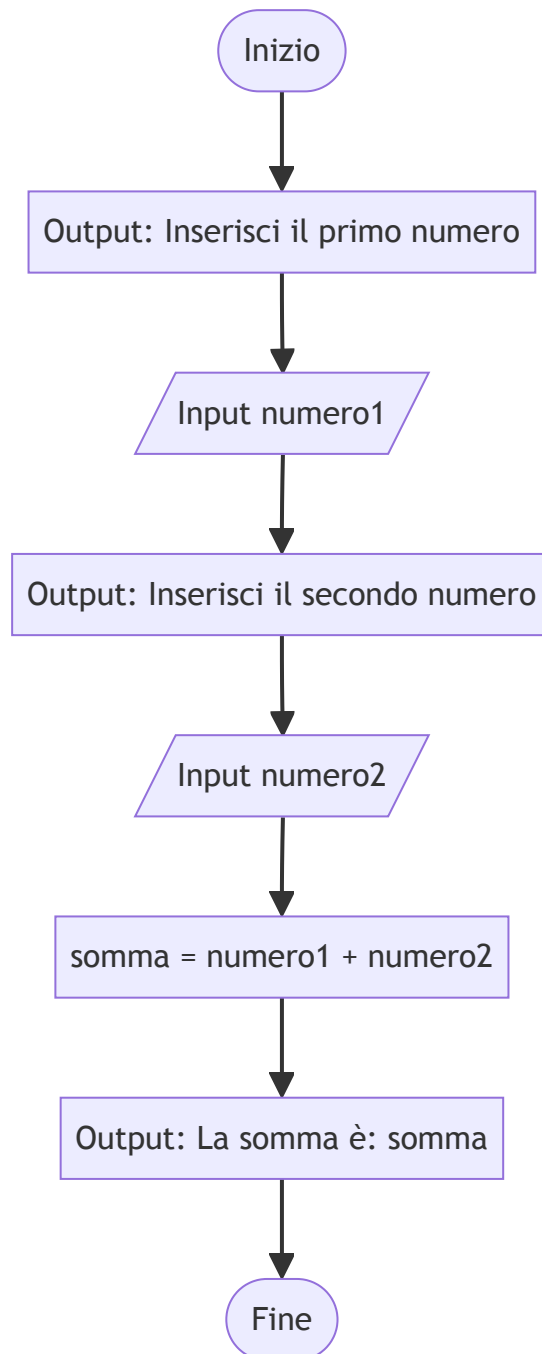 Inizio
Output: Inserisci il primo numero
Input numero1
Output: Inserisci il secondo numero
Input numero2
somma = numero1 + numero2
Output: La somma è: somma
Fine